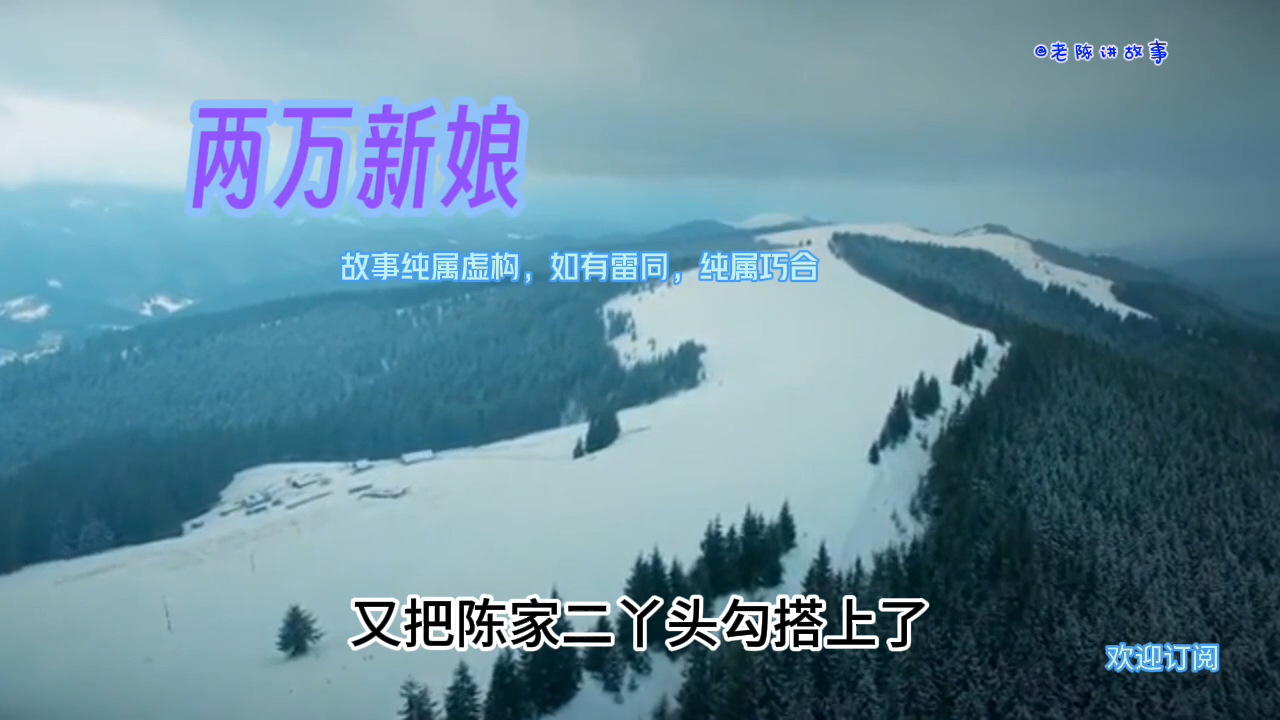 @老陈讲故事
两万新娘
故事纯属虚构，如有雷同，纯属巧合
又把陈家二丫头勾搭上了
欢迎订阅